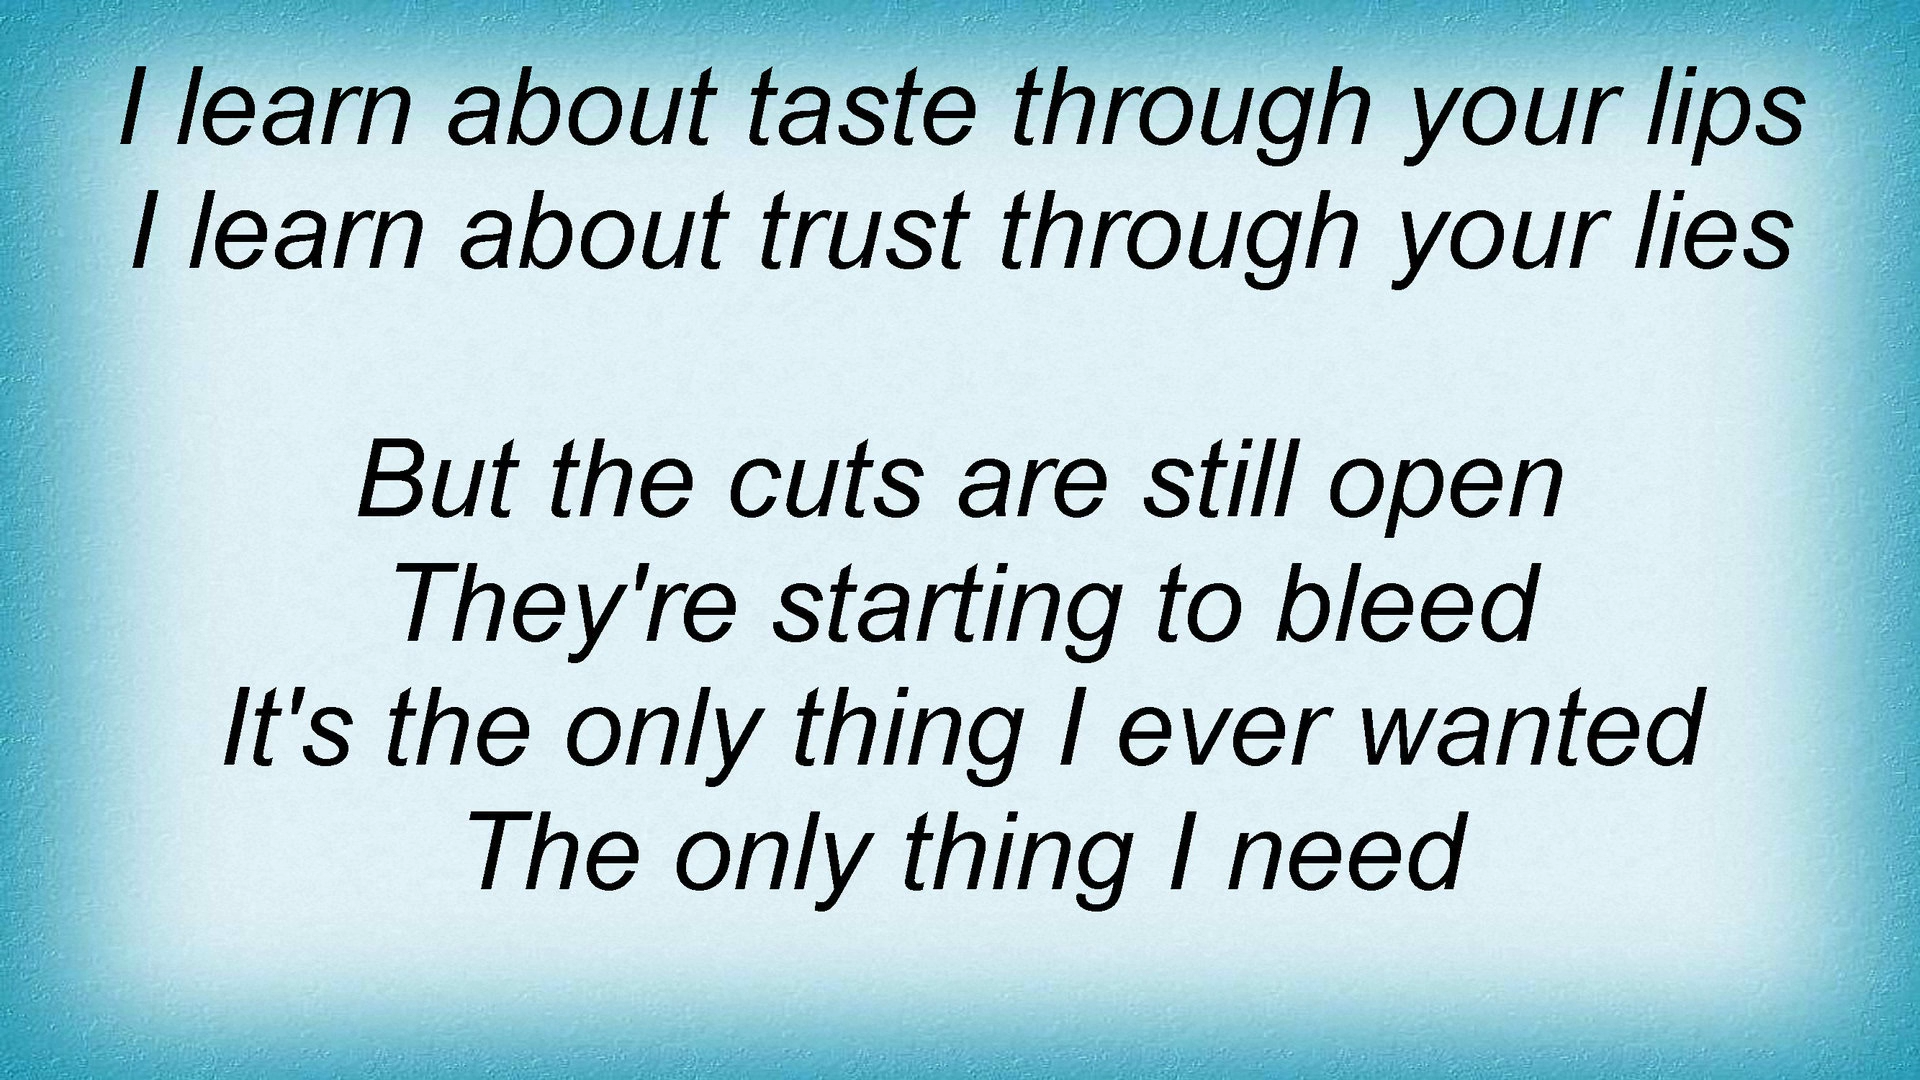 I learn about taste through your lips
I learn about trust through your lies
But the cuts are still open
They're starting to bleed
It's the only thing I ever wanted
The only thing I need